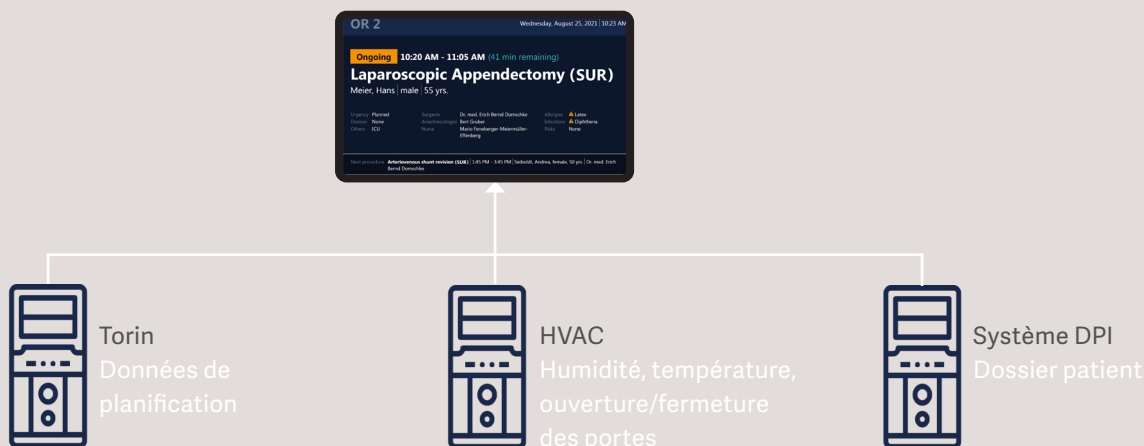 OR 2
Wednesday, August 25, 2021 | 10:23 AM
Ongoing 10:20 AM - 11:05 AM (41 min remaining)
Laparoscopic Appendectomy (SUR)
Meier, Hans | male | 55 yrs.
Urgency Planned Surgeon Dr. med. Erich Bernd Domschke Allergies Latex
Devices None Anesthesiologist Bert Gruber Infections Diphtheria
Others ICU Nurse Mario Feneberger-Meiermüller- Risks None
Effenberg
Next procedure Arteriovenous shunt revision (SUR) | 1:45 PM - 3:45 PM | Seiboldt, Andrea, female, 50 yrs. | Dr. med. Erich
Bernd Domschke
Torin
Données de
planification
HVAC
Humidité, température,
ouverture/fermeture
des portes
Système DPI
Dossier patient